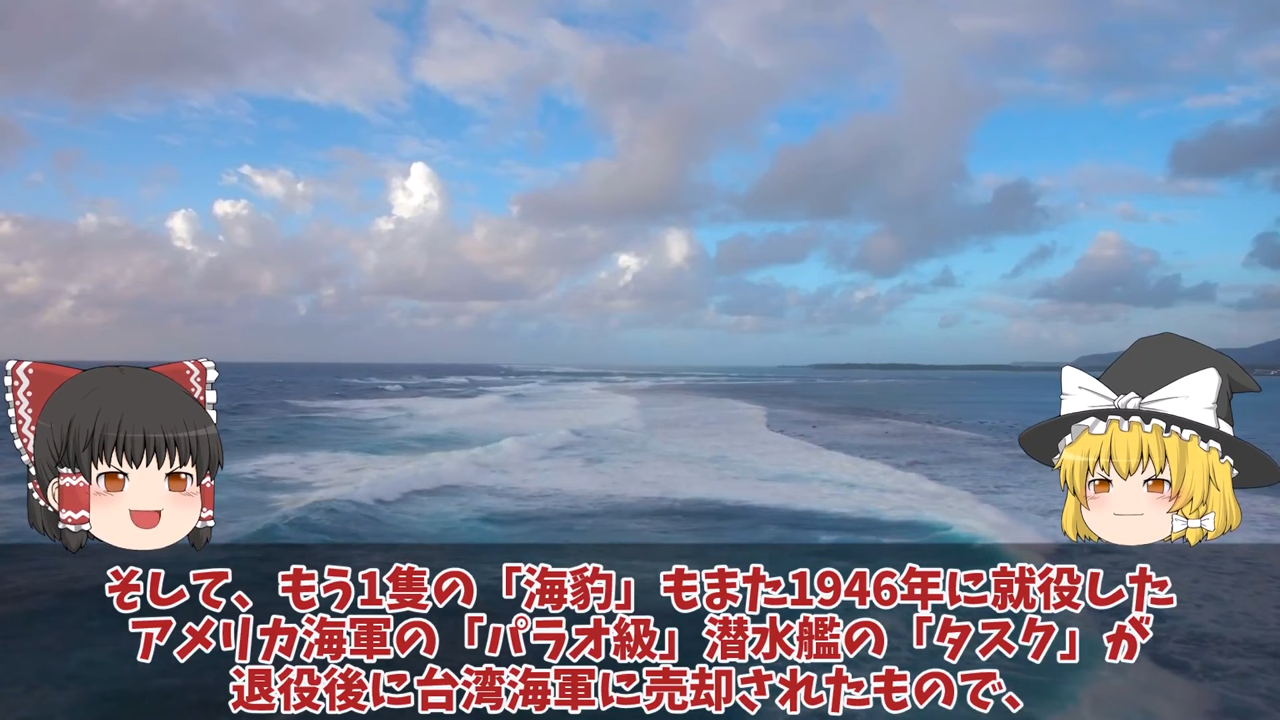 そして、もう1隻の「海豹」もまた1946年に就役した
アメリカ海軍の「パラオ級」潜水艦の「タスク」が
退役後に台湾海軍に売却されたもので、